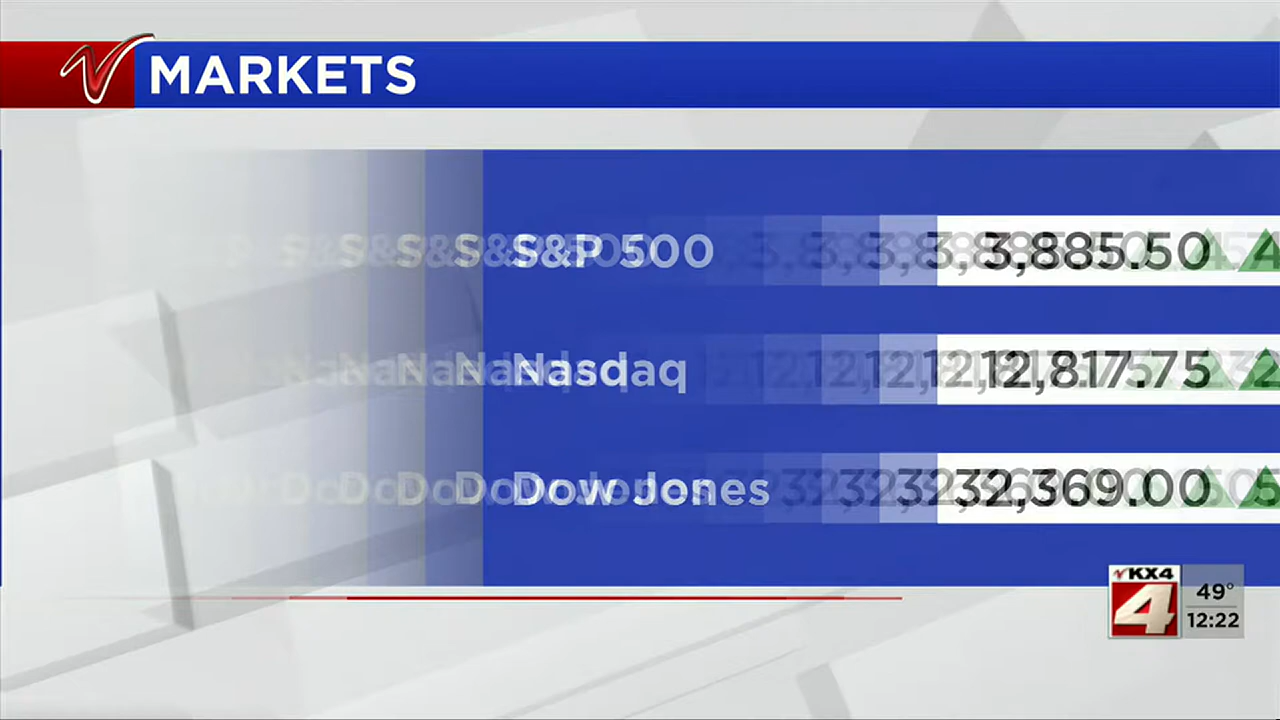 MARKETS
S&P 500 3,885.50
Nasdaq 12,817.75
Dow Jones 32,369.00
KX4
4
49°
12:22